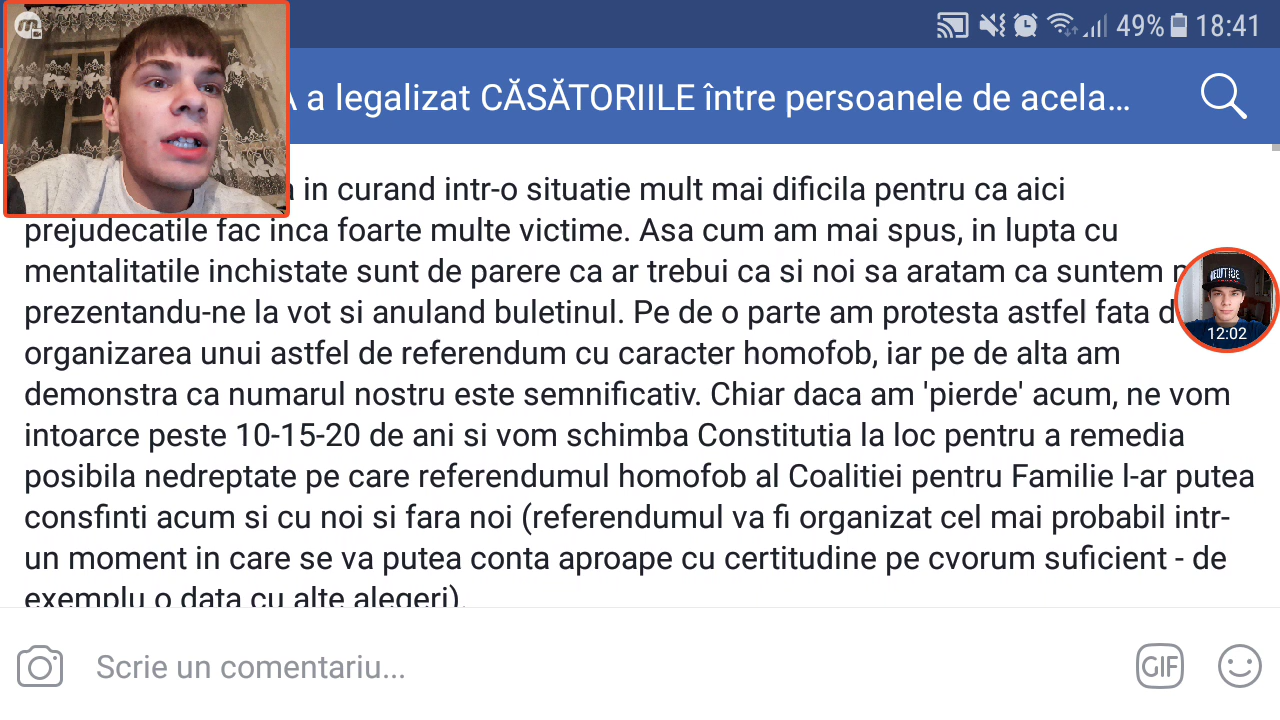 49% 18:41
a legalizat CĂSĂTORIILE între persoanele de acela...
in curand intr-o situatie mult mai dificila pentru ca aici
prejudecatile fac inca foarte multe victime. Asa cum am mai spus, in lupta cu
mentalitatile inchistate sunt de parere ca ar trebui ca si noi sa aratam ca suntem
prezentandu-ne la vot si anuland buletinul. Pe de o parte am protesta astfel fata
12:02
organizarea unui astfel de referendum cu caracter homofob, iar pe de alta am
demonstra ca numarul nostru este semnificativ. Chiar daca am 'pierde' acum, ne vom
intoarce peste 10-15-20 de ani si vom schimba Constitutia la loc pentru a remedia
posibila nedreptate pe care referendumul homofob al Coalitiei pentru Familie l-ar putea
consfinti acum si cu noi si fara noi (referendumul va fi organizat cel mai probabil intr-
un moment in care se va putea conta aproape cu certitudine pe cvorum suficient - de
exemplu o data cu alte alegeri).
Scrie un comentariu...
GIF